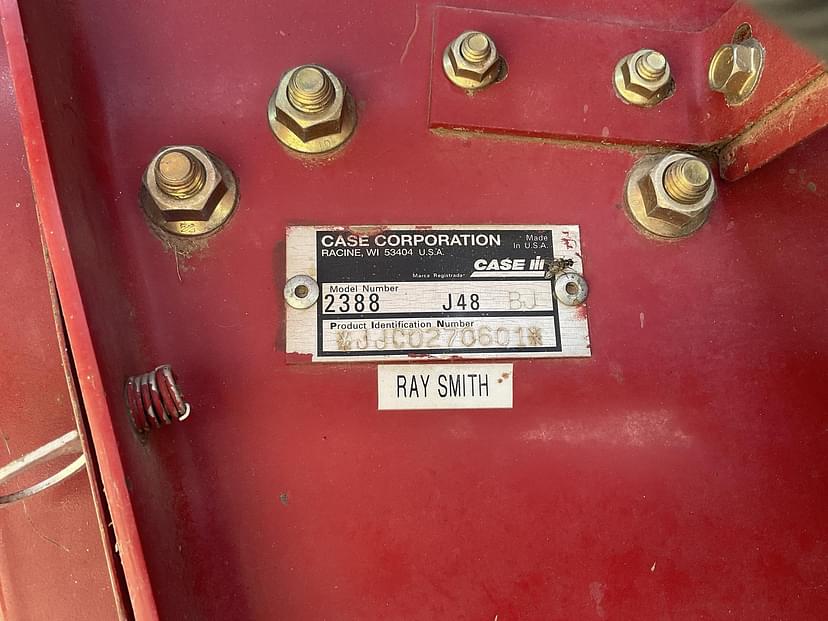 CASE CORPORATION
RACINE, WI 53404 U.S.A.
Made
In U.S.A.
CASE IH
Marca Registrada
Model Number
2388 J48 BJ
Product Identification Number
*JJC0270601*
RAY SMITH